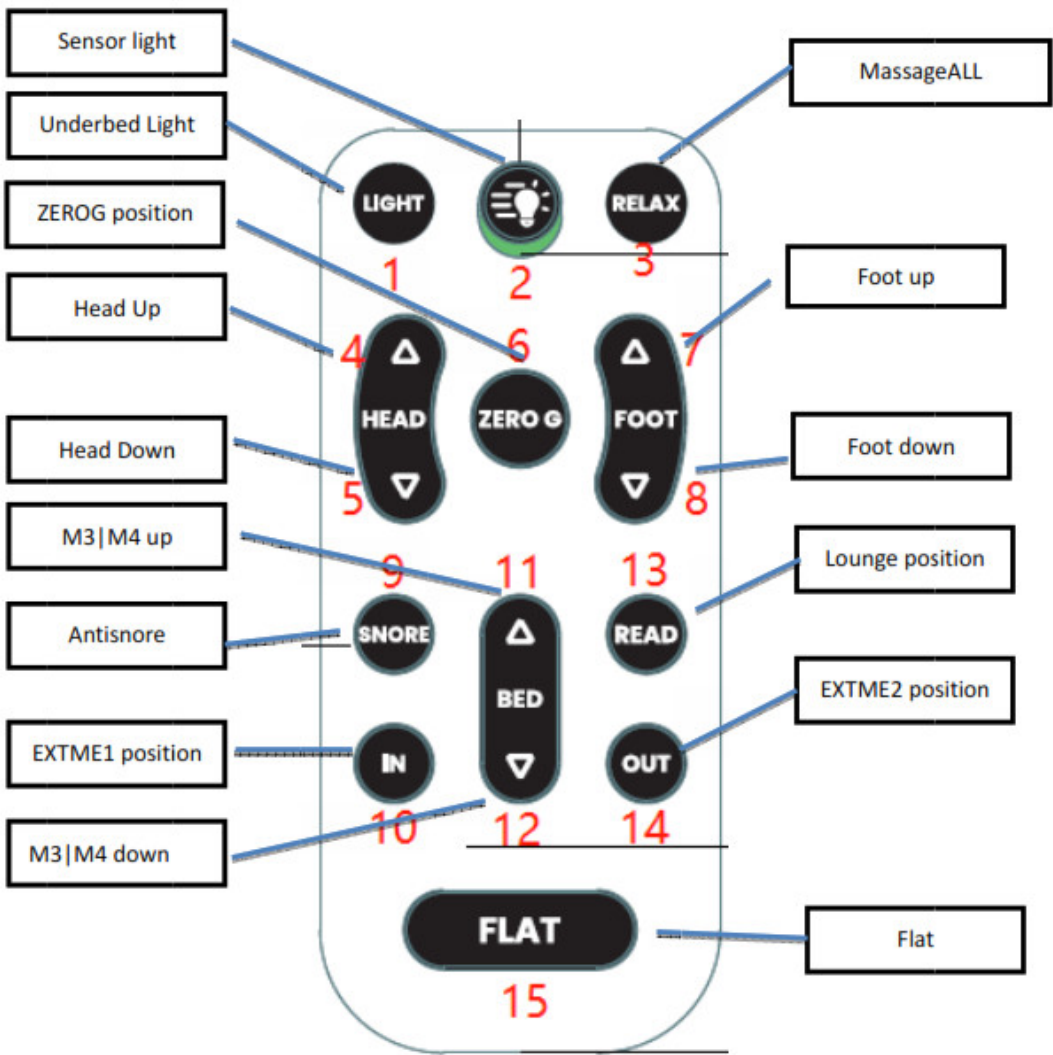 Sensor light
MassageALL
Underbed Light
LIGHT
RELAX
ZEROG position
1
2
3
Foot up
Head Up
4
6
7
HEAD
ZERO G
FOOT
Head Down
Foot down
5
8
M3|M4 up
9
11
13
Lounge position
Antisnore
SNORE
READ
BED
EXTME2 position
EXTME1 position
IN
OUT
10
12
14
M3|M4 down
FLAT
Flat
15